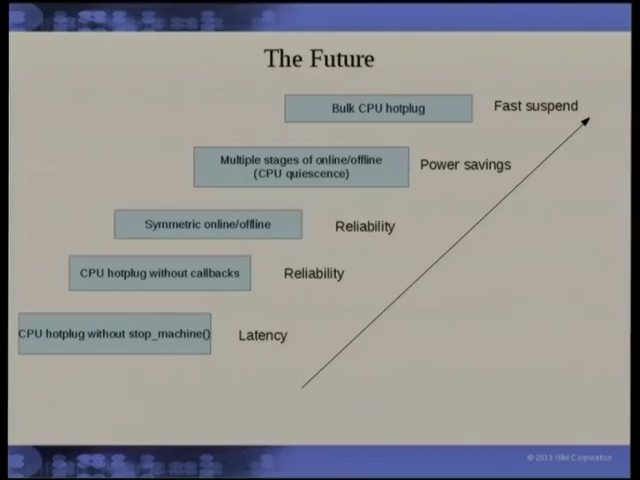 The Future
Bulk CPU hotplug
Fast suspend
Multiple stages of online/offline
(CPU quiescence)
Power savings
Symmetric online/offline
Reliability
CPU hotplug without callbacks
Reliability
CPU hotplug without stop_machine()
Latency
© 2013 IBM Corporation